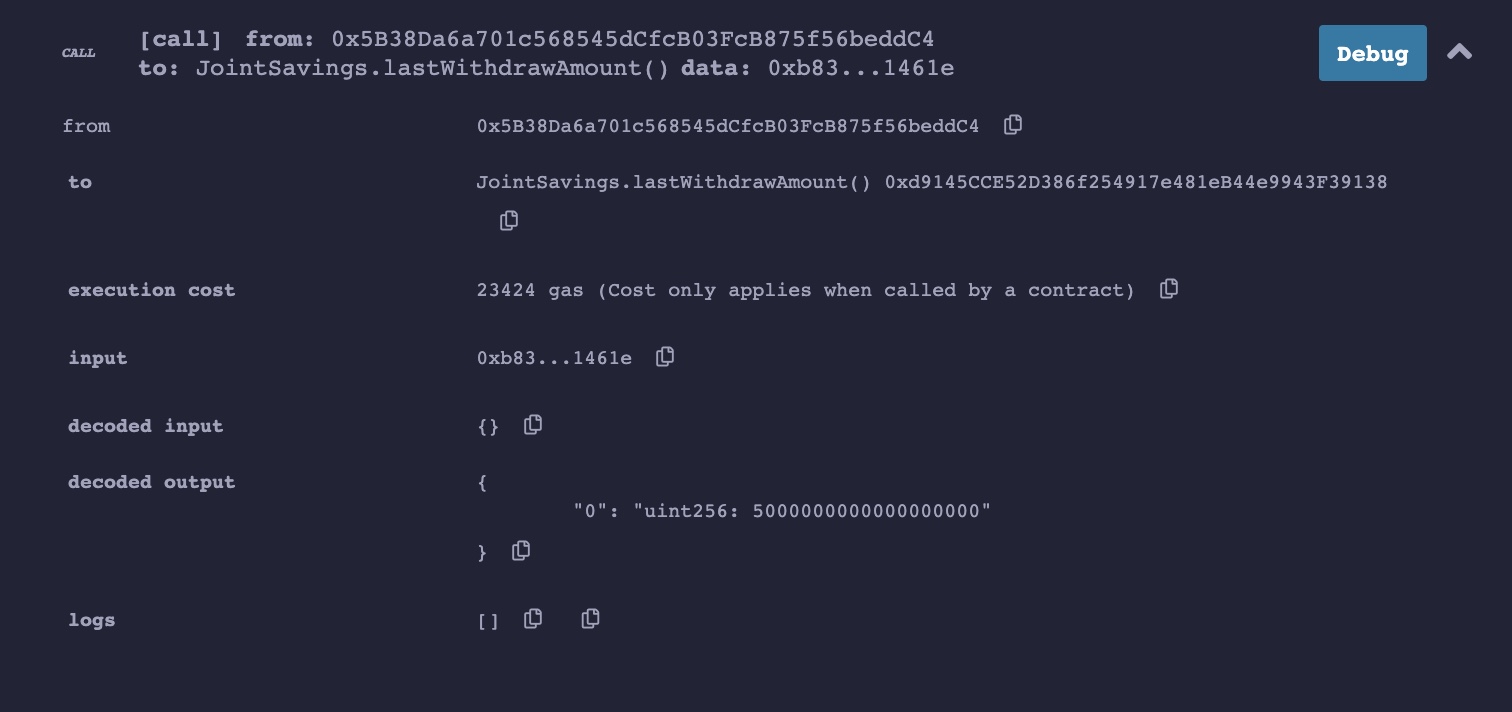 CALL
[call] from: 0x5B38Da6a701c568545dCfcB03FcB875f56beddC4
to: JointSavings.lastWithdrawAmount() data: 0xb83...1461e
Debug
from 0x5B38Da6a701c568545dCfcB03FcB875f56beddC4
to JointSavings.lastWithdrawAmount() 0xd9145CCE52D386f254917e481eB44e9943F39138
execution cost 23424 gas (Cost only applies when called by a contract)
input 0xb83...1461e
decoded input {}
decoded output {
"0": "uint256: 5000000000000000000"
}
logs []